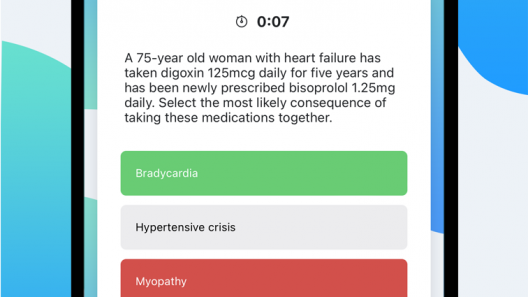 0:07
A 75-year old woman with heart failure has
taken digoxin 125mcg daily for five years and
has been newly prescribed bisoprolol 1.25mg
daily. Select the most likely consequence of
taking these medications together.
Bradycardia
Hypertensive crisis
Myopathy